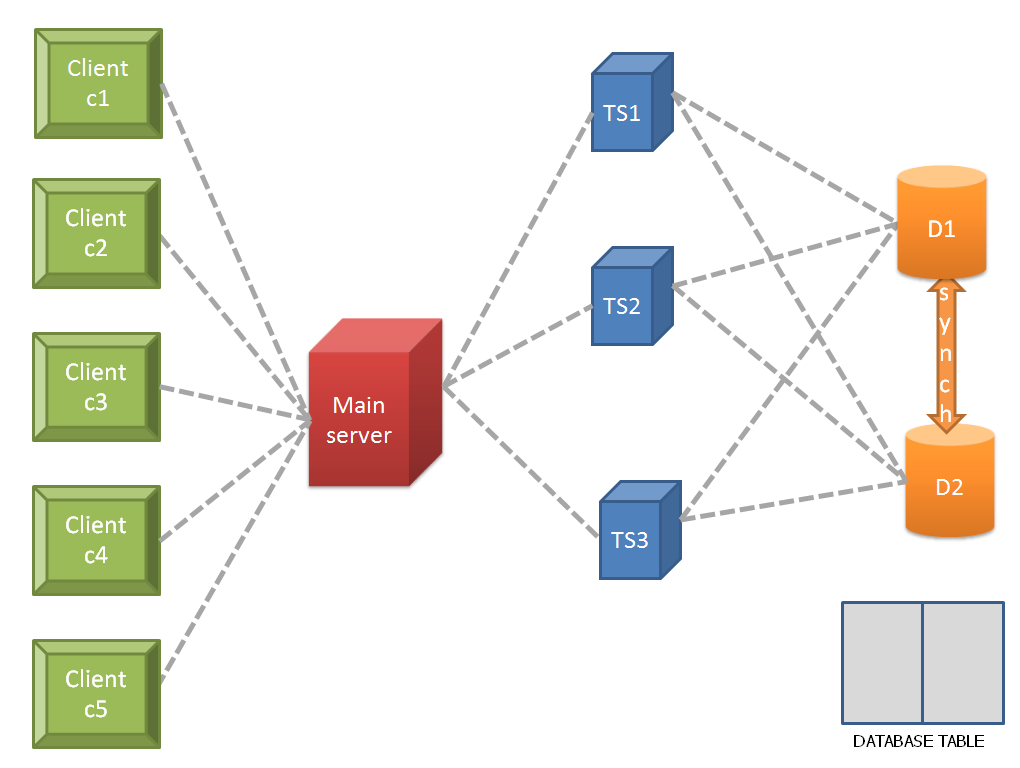 Client
c1
Client
c2
Client
c3
Client
c4
Client
c5
Main
server
TS1
TS2
TS3
D1
synch
D2
DATABASE TABLE